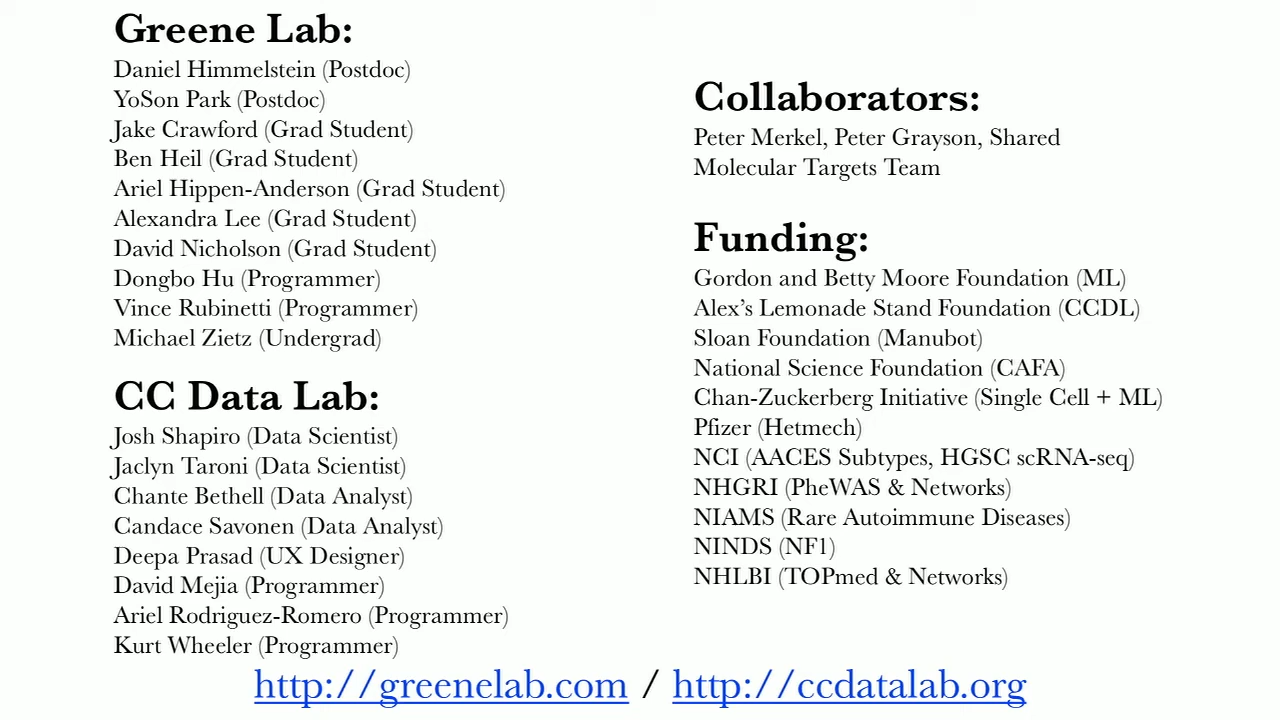 Greene Lab:
Daniel Himmelstein (Postdoc)
YoSon Park (Postdoc)
Jake Crawford (Grad Student)
Ben Heil (Grad Student)
Ariel Hippen-Anderson (Grad Student)
Alexandra Lee (Grad Student)
David Nicholson (Grad Student)
Dongbo Hu (Programmer)
Vince Rubinetti (Programmer)
Michael Zietz (Undergrad)
CC Data Lab:
Josh Shapiro (Data Scientist)
Jaclyn Taroni (Data Scientist)
Chante Bethell (Data Analyst)
Candace Savonen (Data Analyst)
Deepa Prasad (UX Designer)
David Mejia (Programmer)
Ariel Rodriguez-Romero (Programmer)
Kurt Wheeler (Programmer)
Collaborators:
Peter Merkel, Peter Grayson, Shared
Molecular Targets Team
Funding:
Gordon and Betty Moore Foundation (ML)
Alex’s Lemonade Stand Foundation (CCDL)
Sloan Foundation (Manubot)
National Science Foundation (CAFA)
Chan-Zuckerberg Initiative (Single Cell + ML)
Pfizer (Hetmech)
NCI (AACES Subtypes, HGSC scRNA-seq)
NHGRI (PheWAS & Networks)
NIAMS (Rare Autoimmune Diseases)
NINDS (NF1)
NHLBI (TOPmed & Networks)
http://greenelab.com / http://ccdatalab.org